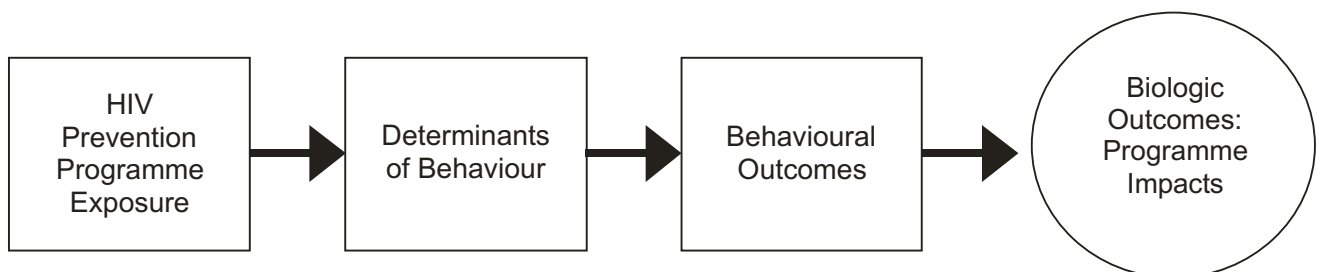 HIV
Prevention
Programme
Exposure
Determinants
of Behaviour
Behavioural
Outcomes
Biologic
Outcomes:
Programme
Impacts